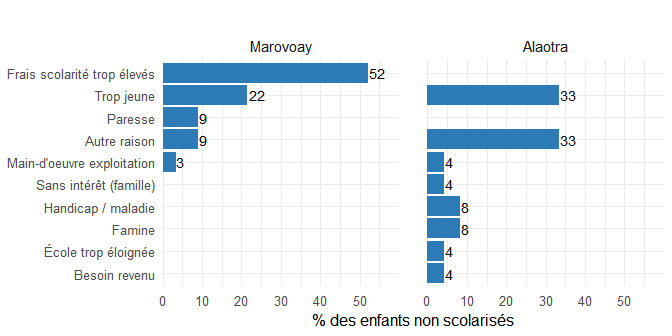 Marovoay Alaotra
Frais scolarité trop élevés 52
Trop jeune 22 33
Paresse 9
Autre raison 9 33
Main-d'oeuvre exploitation 3 4
Sans intérêt (famille) 4
Handicap / maladie 8
Famine 8
École trop éloignée 4
Besoin revenu 4
0 10 20 30 40 50 0 10 20 30 40 50
% des enfants non scolarisés